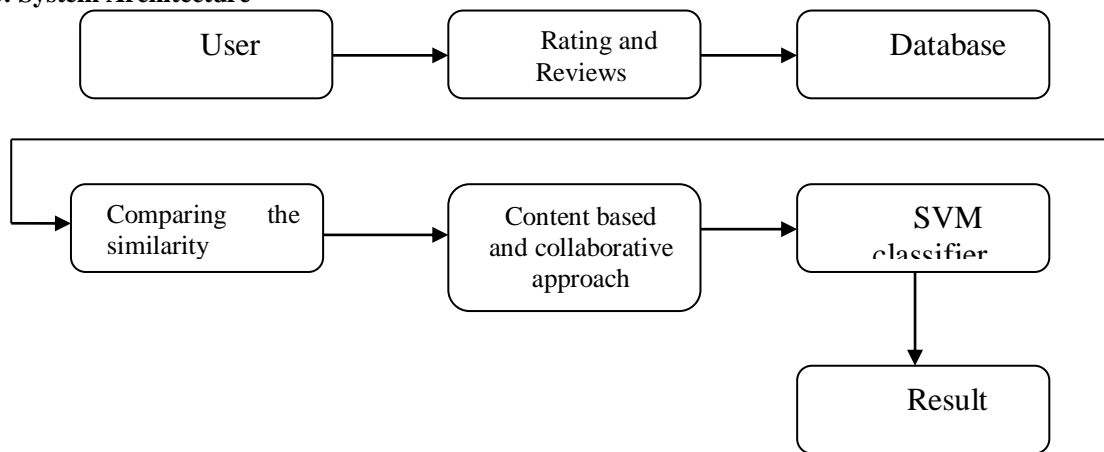 System Architecture
User
Rating and
Reviews
Database
Comparing the
similarity
Content based
and collaborative
approach
SVM
classifier
Result